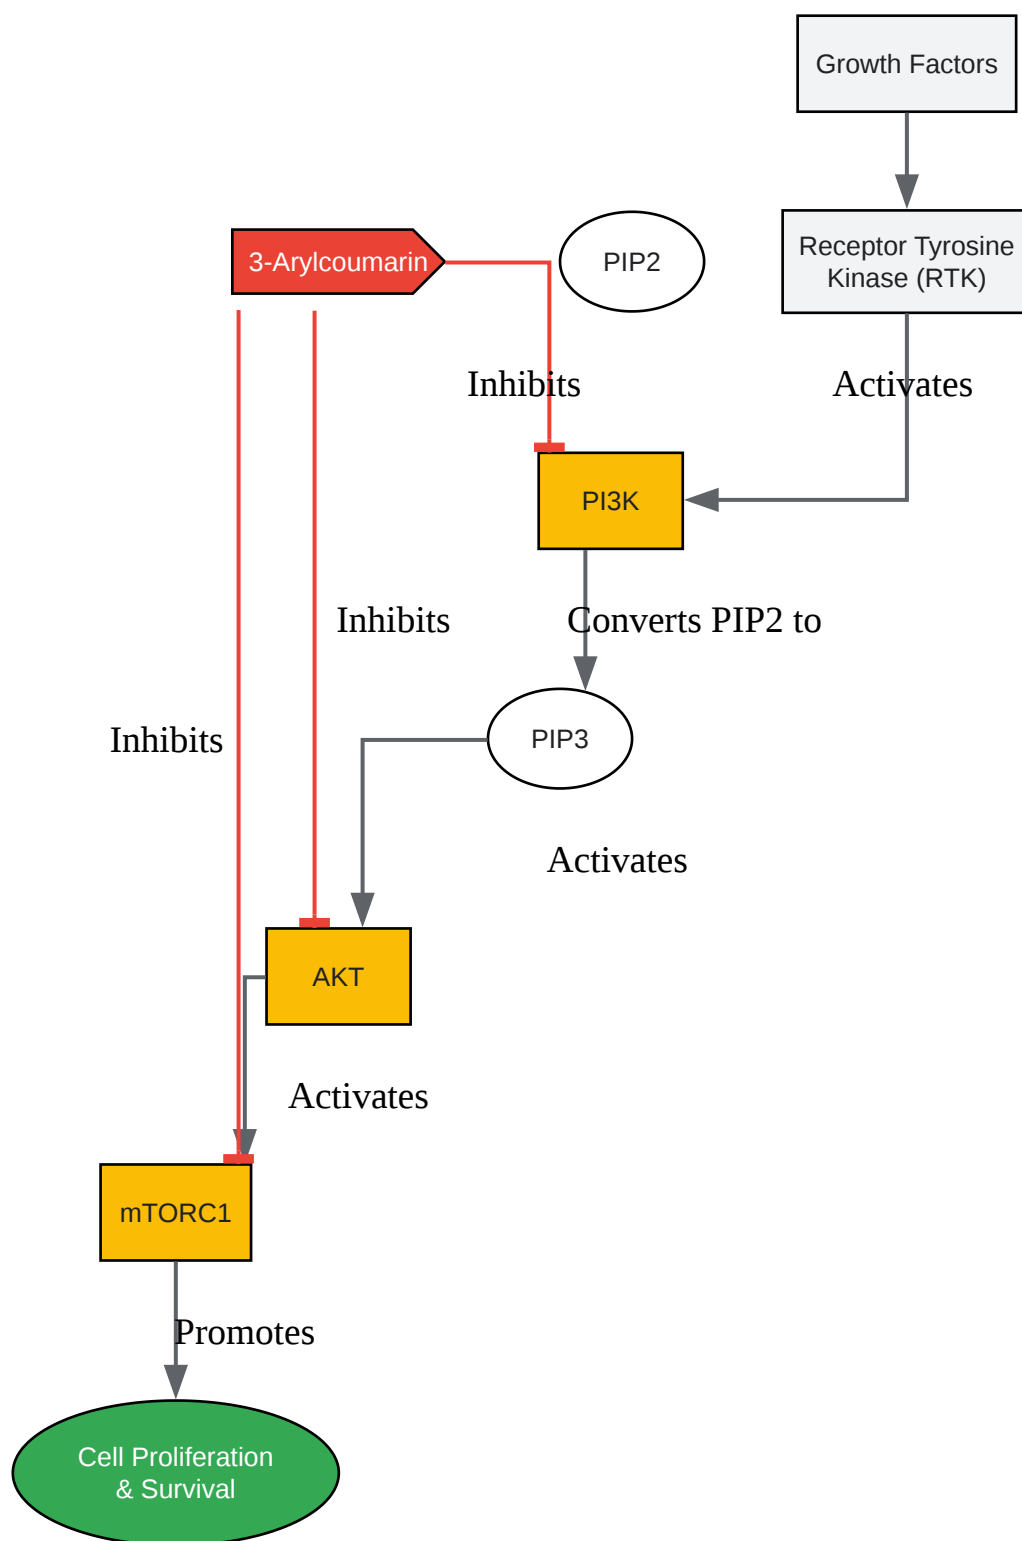 Growth Factors
Receptor Tyrosine
Kinase (RTK)
3-Arylcoumarin
PIP2
Inhibits
Activates
PI3K
Inhibits
Converts PIP2 to
Inhibits
PIP3
Activates
AKT
Activates
mTORC1
Promotes
Cell Proliferation
& Survival